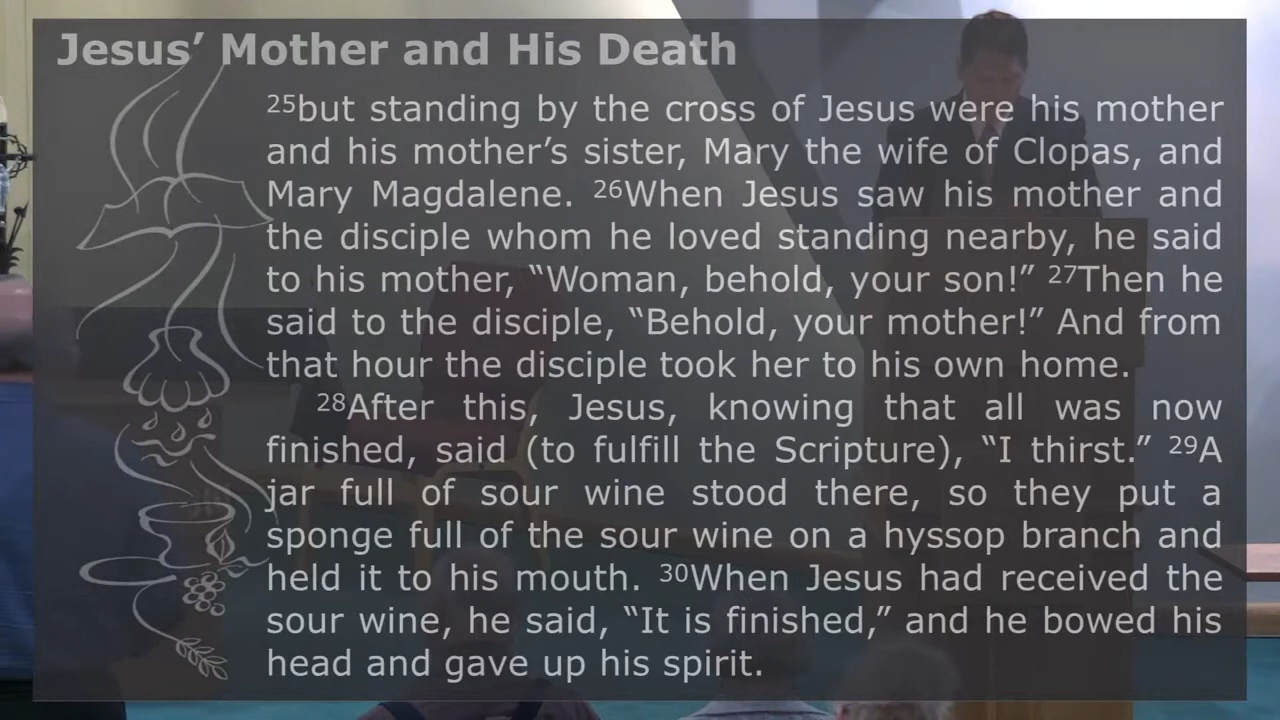 Jesus’ Mother and His Death
25but standing by the cross of Jesus were his mother
and his mother’s sister, Mary the wife of Clopas, and
Mary Magdalene. 26When Jesus saw his mother and
the disciple whom he loved standing nearby, he said
to his mother, “Woman, behold, your son!” 27Then he
said to the disciple, “Behold, your mother!” And from
that hour the disciple took her to his own home.
28After this, Jesus, knowing that all was now
finished, said (to fulfill the Scripture), “I thirst.” 29A
jar full of sour wine stood there, so they put a
sponge full of the sour wine on a hyssop branch and
held it to his mouth. 30When Jesus had received the
sour wine, he said, “It is finished,” and he bowed his
head and gave up his spirit.